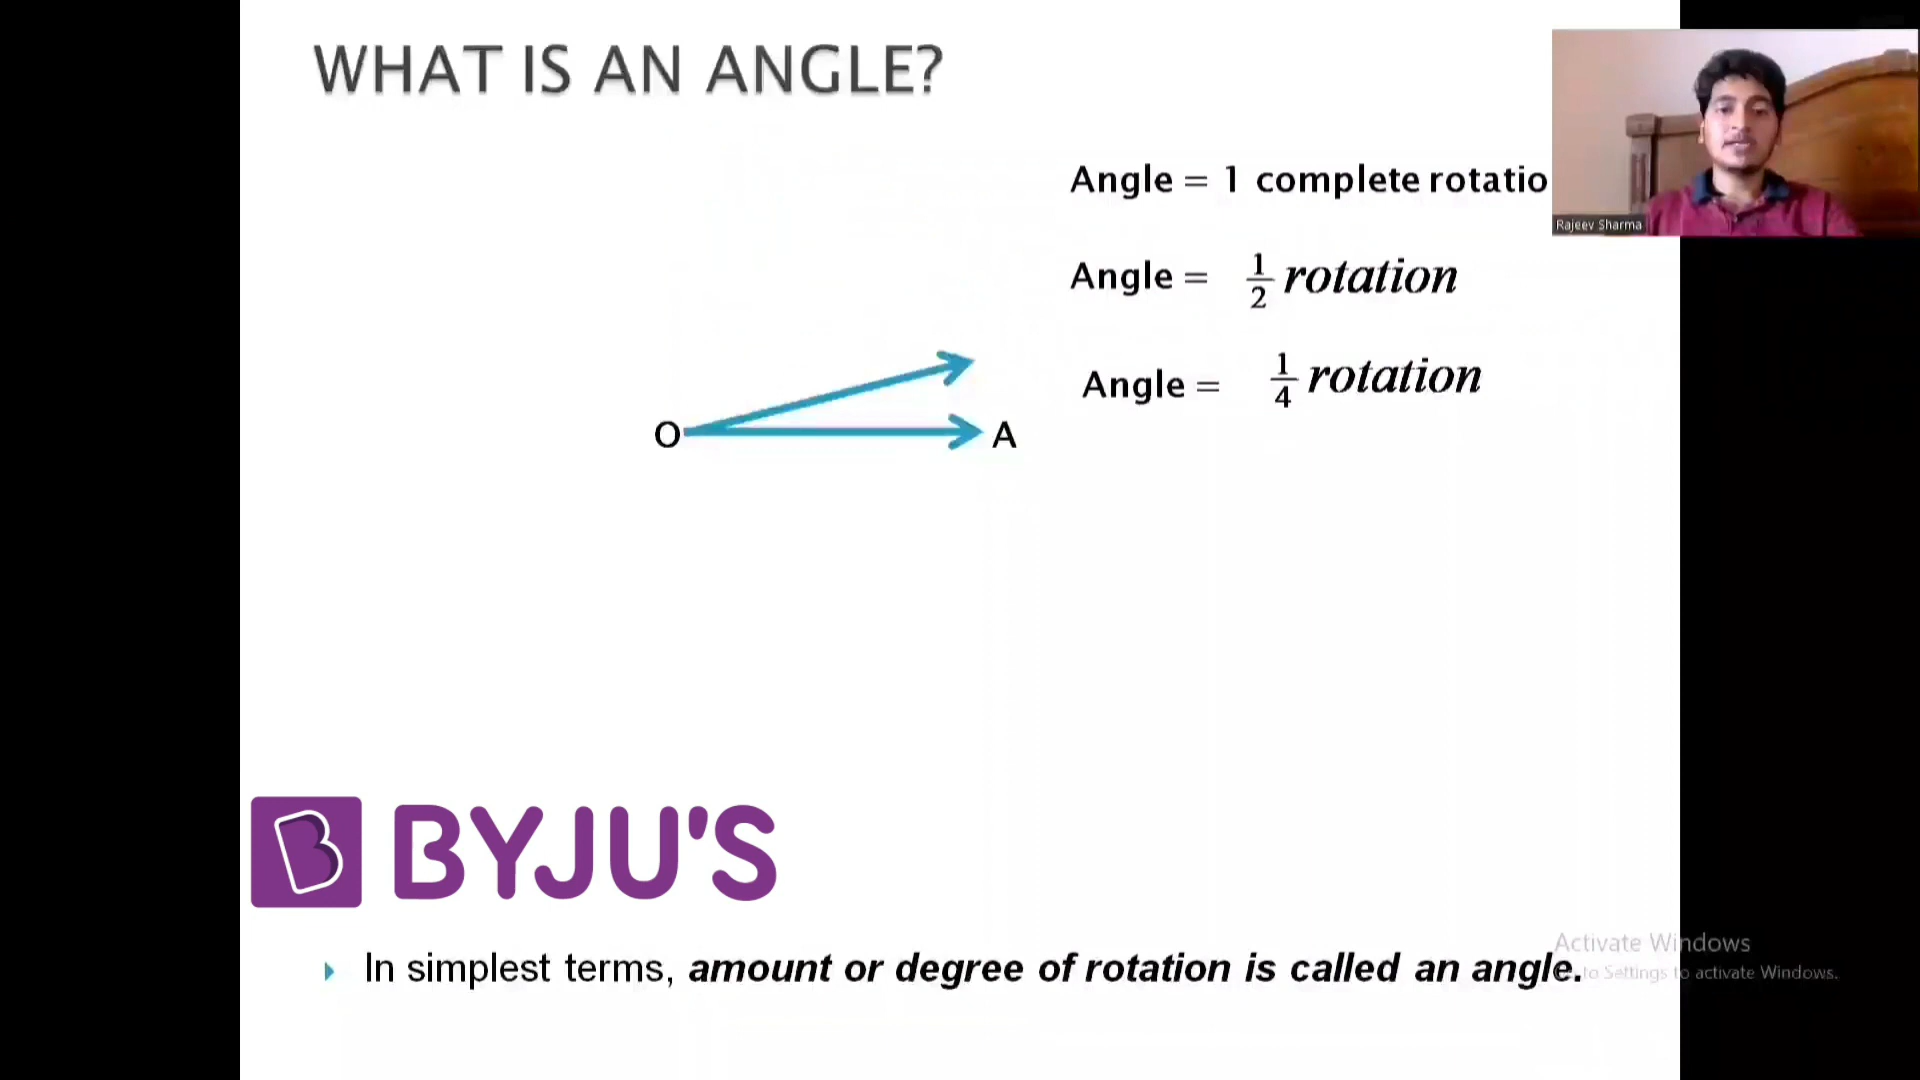 WHAT IS AN ANGLE?
Angle = 1 complete rotatio
Rajeev Sharma
Angle = 1/2 rotation
Angle = 1/4 rotation
O
A
B BYJU'S
In simplest terms, amount or degree of rotation is called an angle.
Activate Windows
to Settings to activate Windows.